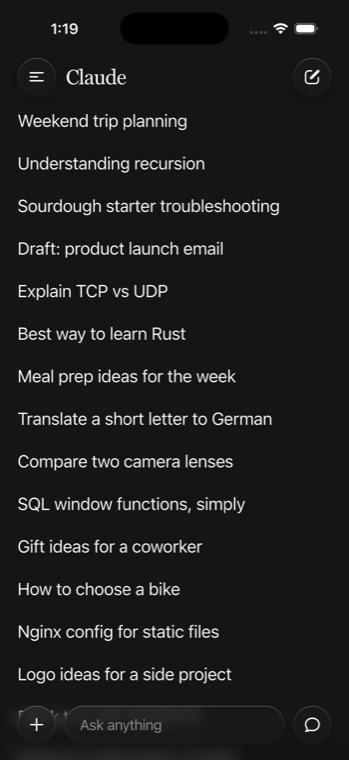 1:19
Claude
Weekend trip planning
Understanding recursion
Sourdough starter troubleshooting
Draft: product launch email
Explain TCP vs UDP
Best way to learn Rust
Meal prep ideas for the week
Translate a short letter to German
Compare two camera lenses
SQL window functions, simply
Gift ideas for a coworker
How to choose a bike
Nginx config for static files
Logo ideas for a side project
Ask anything